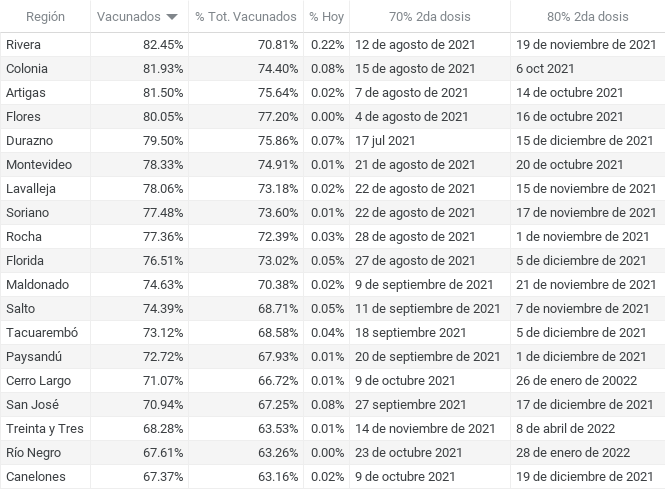 Región Vacunados % Tot. Vacunados % Hoy 70% 2da dosis 80% 2da dosis
Rivera 82.45% 70.81% 0.22% 12 de agosto de 2021 19 de noviembre de 2021
Colonia 81.93% 74.40% 0.08% 15 de agosto de 2021 6 oct 2021
Artigas 81.50% 75.64% 0.02% 7 de agosto de 2021 14 de octubre de 2021
Flores 80.05% 77.20% 0.00% 4 de agosto de 2021 16 de octubre de 2021
Durazno 79.50% 75.86% 0.07% 17 jul 2021 15 de diciembre de 2021
Montevideo 78.33% 74.91% 0.01% 21 de agosto de 2021 20 de octubre de 2021
Lavalleja 78.06% 73.18% 0.02% 22 de agosto de 2021 15 de noviembre de 2021
Soriano 77.48% 73.60% 0.01% 22 de agosto de 2021 17 de noviembre de 2021
Rocha 77.36% 72.39% 0.03% 28 de agosto de 2021 1 de noviembre de 2021
Florida 76.51% 73.02% 0.05% 27 de agosto de 2021 5 de diciembre de 2021
Maldonado 74.63% 70.38% 0.02% 9 de septiembre de 2021 21 de noviembre de 2021
Salto 74.39% 68.71% 0.05% 11 de septiembre de 2021 7 de noviembre de 2021
Tacuarembó 73.12% 68.58% 0.04% 18 septiembre 2021 5 de diciembre de 2021
Paysandú 72.72% 67.93% 0.01% 20 de septiembre de 2021 1 de diciembre de 2021
Cerro Largo 71.07% 66.72% 0.01% 9 de octubre 2021 26 de enero de 20022
San José 70.94% 67.25% 0.08% 27 septiembre 2021 17 de diciembre de 2021
Treinta y Tres 68.28% 63.53% 0.01% 14 de noviembre de 2021 8 de abril de 2022
Río Negro 67.61% 63.26% 0.00% 23 de octubre 2021 28 de enero de 2022
Canelones 67.37% 63.16% 0.02% 9 de octubre 2021 19 de diciembre de 2021